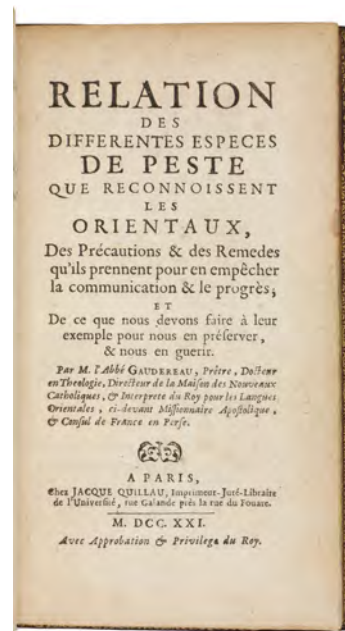 RELATION
DES
DIFFERENTES ESPECES
DE PESTE
QUE RECONNOISSENT
LES
ORIENTAUX,
Des Précautions & des Remedes
qu'ils prennent pour en empêcher
la communication & le progrès;
ET
De ce que nous devons faire à leur
exemple pour nous en préserver,
& nous en guerir.
Par M. l'Abbé GAUDEREAU, Prêtre, Docteur
en Theologie, Directeur de la Maison des Nouveaux
Catholiques, & Interprete du Roy pour les Langues
Orientales, ci-devant Missionnaire Apostolique,
& Consul de France en Perse.
A PARIS,
Chez JACQUE QUILLAU, Imprimeur-Juré-Libraire
de l'Université, rue Galande près la rue du Fouare.
M. DCC. XXI.
Avec Approbation & Privilege du Roy.